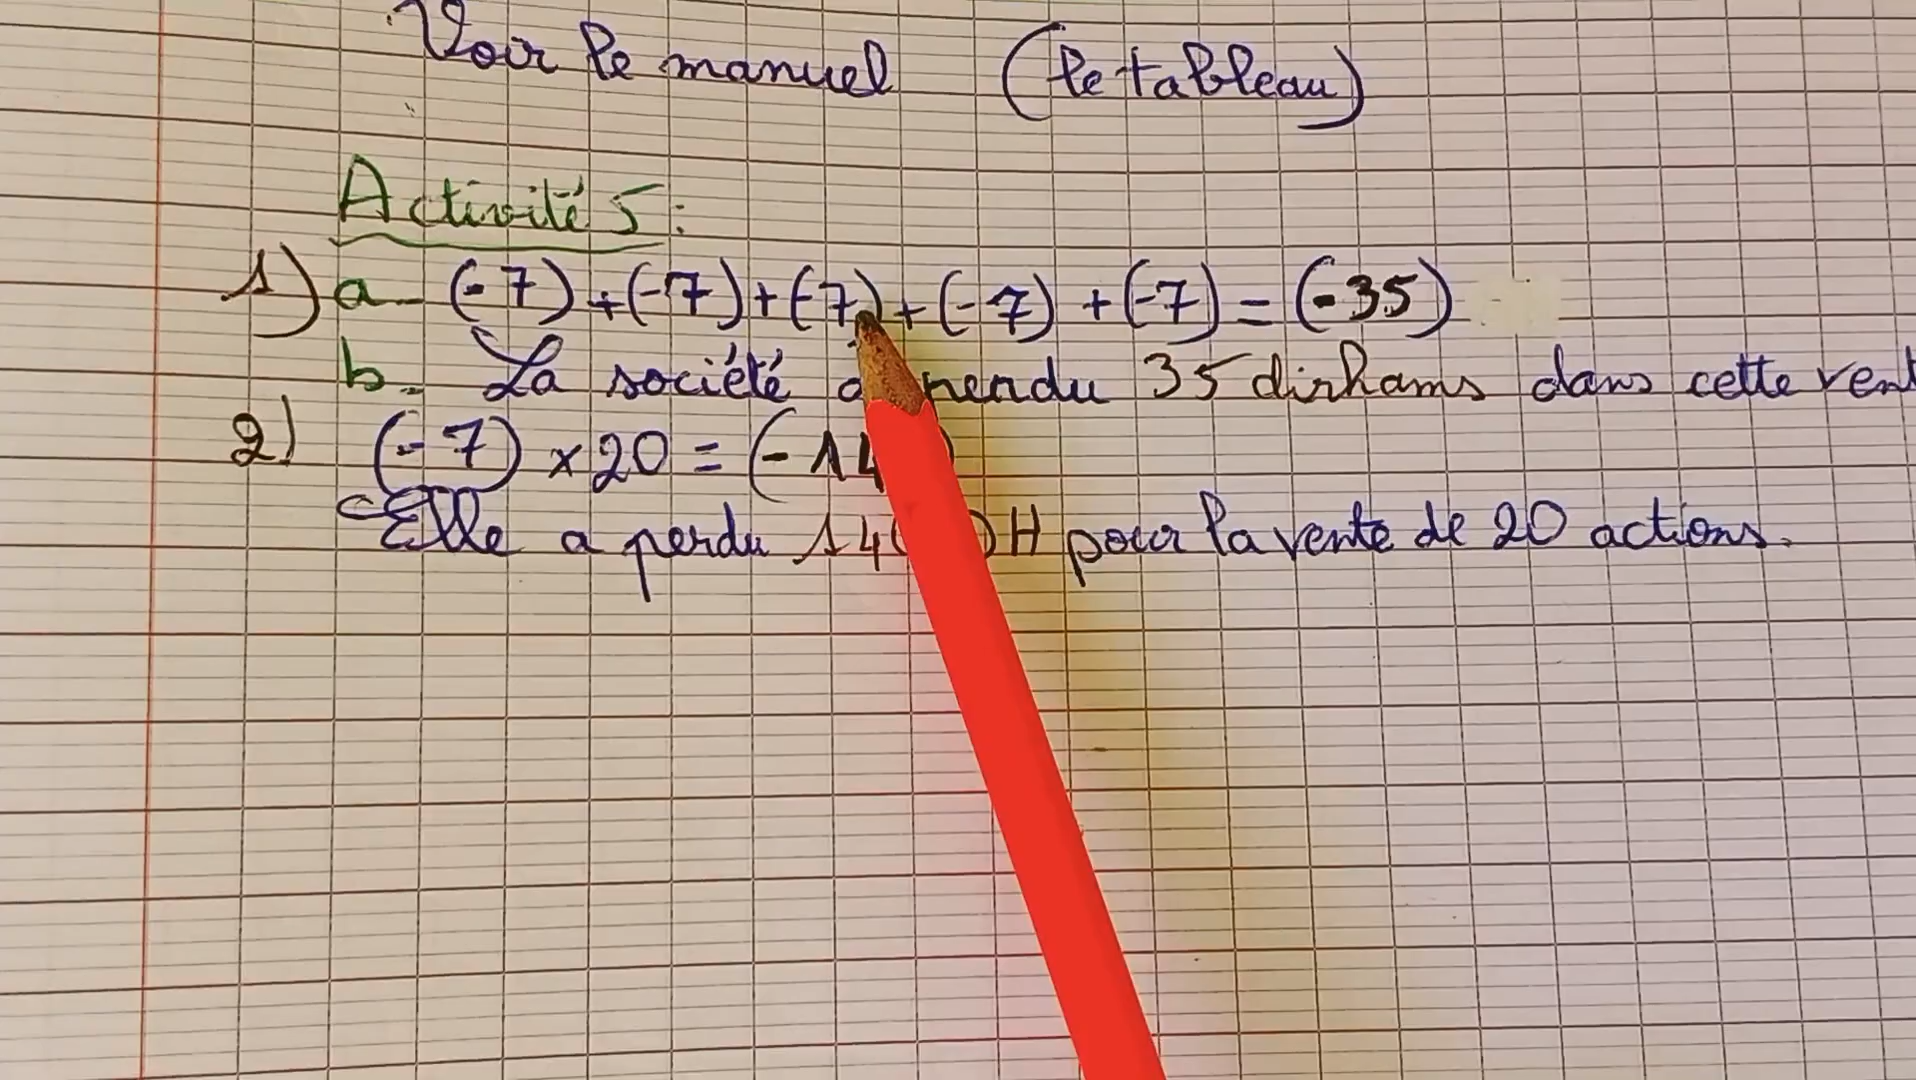 Voir le manuel (le tableau)
Activité 5 :
1) a - (-7) + (-7) + (-7) + (-7) + (-7) = (-35)
b - La société perdu 35 dirhams dans cette
2) (-7) × 20 = (-14
Elle a perdu 14 DH pour la vente de 20 actions.